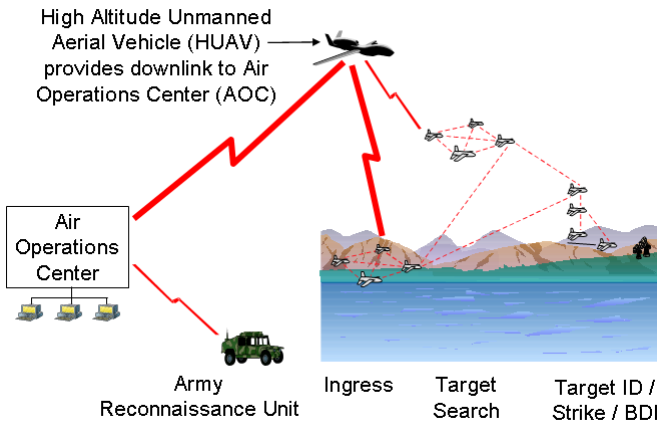 High Altitude Unmanned
Aerial Vehicle (HUAV)
provides downlink to Air
Operations Center (AOC)
Air
Operations
Center
Army
Reconnaissance Unit
Ingress
Target
Search
Target ID /
Strike / BDI